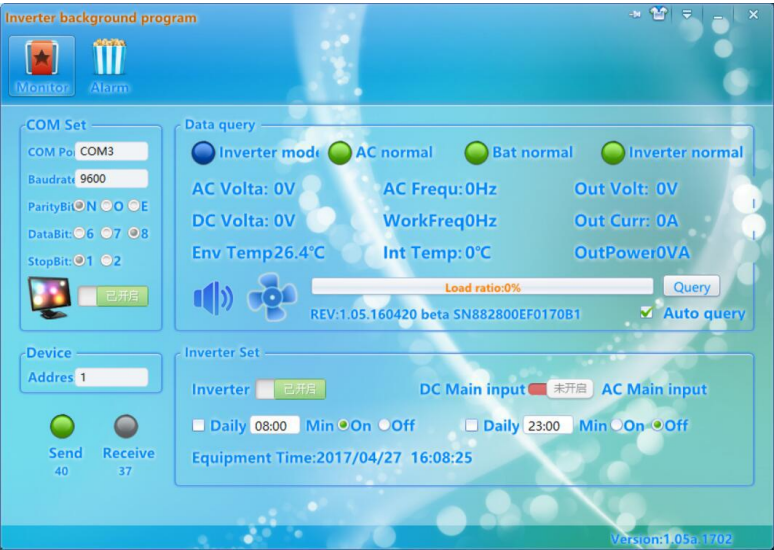 Inverter background program
Monitor Alarm
COM Set
COM Po COM3
Baudrate 9600
ParityBit N O E
DataBit: 6 7 8
StopBit: 1 2
已开启
Data query
Inverter mode AC normal Bat normal Inverter normal
AC Volta: 0V AC Frequ: 0Hz Out Volt: 0V
DC Volta: 0V WorkFreq0Hz Out Curr: 0A
Env Temp26.4℃ Int Temp: 0℃ OutPower0VA
Load ratio:0% Query
REV:1.05.160420 beta SN882800EF0170B1 Auto query
Device
Addres 1
Send Receive
40 37
Inverter Set
Inverter 已开启 DC Main input 未开启 AC Main input
Daily 08:00 Min On Off Daily 23:00 Min On Off
Equipment Time:2017/04/27 16:08:25
Version:1.05a.1702